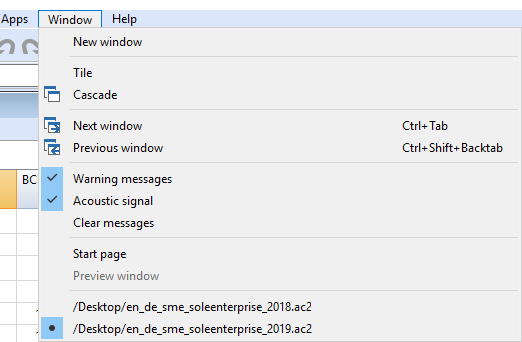 Apps Window Help
New window
Tile
Cascade
Next window Ctrl+Tab
Previous window Ctrl+Shift+Backtab
BC
Warning messages
Acoustic signal
Clear messages
Start page
Preview window
/Desktop/en_de_sme_soleenterprise_2018.ac2
/Desktop/en_de_sme_soleenterprise_2019.ac2